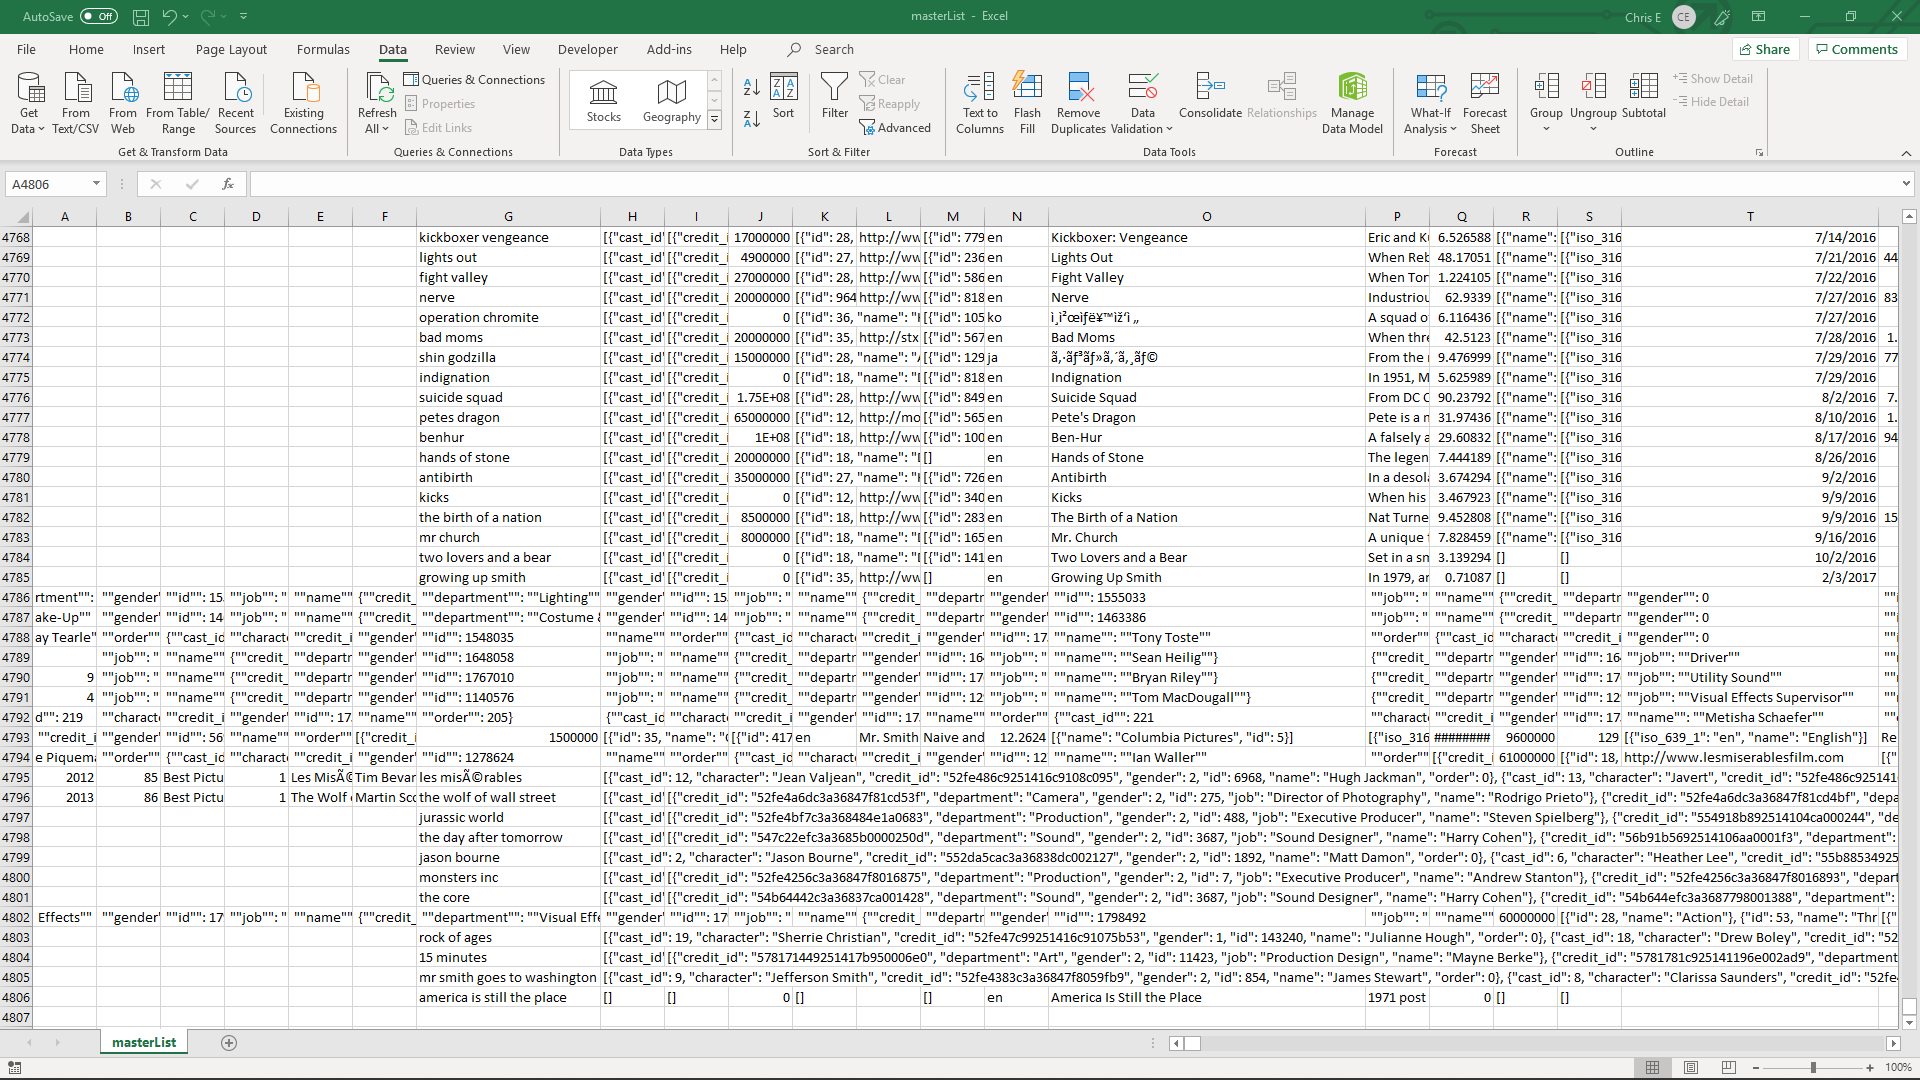 AutoSave Off
masterList - Excel
Chris E CE
File Home Insert Page Layout Formulas Data Review View Developer Add-ins Help Search Share Comments
Get Data
From Text/CSV
From Web
From Table/ Range
Recent Sources
Existing Connections
Refresh All
Queries & Connections
Properties
Edit Links
Stocks
Geography
Sort
Filter
Clear
Reapply
Advanced
Text to Columns
Flash Fill
Remove Duplicates
Data Validation
Consolidate
Relationships
Manage Data Model
What-If Analysis
Forecast Sheet
Group
Ungroup
Subtotal
Show Detail
Hide Detail
Get & Transform Data
Queries & Connections
Data Types
Sort & Filter
Data Tools
Forecast
Outline
A4806 fx
A B C D E F G H I J K L M N O P Q R S T
4768 kickboxer vengeance [{"cast_id" [{"credit_i 17000000 [{"id": 28, http://ww [{"id": 779 en Kickboxer: Vengeance Eric and Ku 6.526588 [{"name": [{"iso_316 7/14/2016
4769 lights out [{"cast_id" [{"credit_i 4900000 [{"id": 27, http://ww [{"id": 236 en Lights Out When Reb 48.17051 [{"name": [{"iso_316 7/21/2016 44
4770 fight valley [{"cast_id" [{"credit_i 27000000 [{"id": 28, http://ww [{"id": 586 en Fight Valley When Tor 1.224105 [{"name": [{"iso_316 7/22/2016
4771 nerve [{"cast_id" [{"credit_i 20000000 [{"id": 964 http://ww [{"id": 818 en Nerve Industriou 62.9339 [{"name": [{"iso_316 7/27/2016 83
4772 operation chromite [{"cast_id" [{"credit_i 0 [{"id": 36, "name": "H [{"id": 105 ko 6.116436 A squad o [{"name": [{"iso_316 7/27/2016
4773 bad moms [{"cast_id" [{"credit_i 20000000 [{"id": 35, http://stx [{"id": 567 en Bad Moms When thre 42.5123 [{"name": [{"iso_316 7/28/2016 1.
4774 shin godzilla [{"cast_id" [{"credit_i 15000000 [{"id": 28, "name": "A [{"id": 129 ja ã‚·ãƒ³ãƒ»ã‚´ã‚¸ãƒ© From the 9.476999 [{"name": [{"iso_316 7/29/2016 77
4775 indignation [{"cast_id" [{"credit_i 0 [{"id": 18, "name": "D [{"id": 818 en Indignation In 1951, M 5.625989 [{"name": [{"iso_316 7/29/2016
4776 suicide squad [{"cast_id" [{"credit_i 1.75E+08 [{"id": 28, http://ww [{"id": 849 en Suicide Squad From DC C 90.23792 [{"name": [{"iso_316 8/2/2016 7.
4777 petes dragon [{"cast_id" [{"credit_i 65000000 [{"id": 12, http://mo [{"id": 565 en Pete's Dragon Pete is a m 31.97436 [{"name": [{"iso_316 8/10/2016 1.
4778 benhur [{"cast_id" [{"credit_i 1E+08 [{"id": 18, http://ww [{"id": 100 en Ben-Hur A falsely a 29.60832 [{"name": [{"iso_316 8/17/2016 94
4779 hands of stone [{"cast_id" [{"credit_i 20000000 [{"id": 18, "name": "D [] en Hands of Stone The legen 7.444189 [{"name": [{"iso_316 8/26/2016
4780 antibirth [{"cast_id" [{"credit_i 35000000 [{"id": 27, "name": "H [{"id": 726 en Antibirth In a desol 3.674294 [{"name": [{"iso_316 9/2/2016
4781 kicks [{"cast_id" [{"credit_i 0 [{"id": 12, http://ww [{"id": 340 en Kicks When his 3.467923 [{"name": [{"iso_316 9/9/2016
4782 the birth of a nation [{"cast_id" [{"credit_i 8500000 [{"id": 18, http://ww [{"id": 283 en The Birth of a Nation Nat Turne 9.452808 [{"name": [{"iso_316 9/9/2016 15
4783 mr church [{"cast_id" [{"credit_i 8000000 [{"id": 18, "name": "D [{"id": 165 en Mr. Church A unique 7.828459 [{"name": [{"iso_316 9/16/2016
4784 two lovers and a bear [{"cast_id" [{"credit_i 0 [{"id": 18, "name": "D [{"id": 141 en Two Lovers and a Bear Set in a sm 3.139294 [] [] 10/2/2016
4785 growing up smith [{"cast_id" [{"credit_i 0 [{"id": 35, http://ww [] en Growing Up Smith In 1979, an 0.71087 [] [] 2/3/2017
4786 rtment"": ""gender" ""id"": 15 ""job"": " ""name"" {""credit_ ""department"": ""Lighting"" ""gender" ""id"": 15 ""job"": " ""name"" {""credit_ ""departr ""gender" ""id"": 1555033 ""job"": " ""name"" {""credit_ ""departr ""gender"": 0
4787 ake-Up"" ""gender" ""id"": 14 ""job"": " ""name"" {""credit_ ""department"": ""Costume & ""gender" ""id"": 14 ""job"": " ""name"" {""credit_ ""departr ""gender" ""id"": 1463386 ""job"": " ""name"" {""credit_ ""departr ""gender"": 0
4788 ay Tearle" ""order"" {""cast_id ""characte ""credit_i ""gender" ""id"": 1548035 ""name"" ""order"" {""cast_id ""characte ""credit_i ""gender" ""id"": 17 ""name"": ""Tony Toste"" ""order"" {""cast_id ""characte ""credit_i ""gender"": 0
4789 ""job"": " ""name"" {""credit_ ""departr ""gender" ""id"": 1648058 ""job"": " ""name"" {""credit_ ""departr ""gender" ""id"": 16 ""job"": " ""name"": ""Sean Heilig""} {""credit_ ""departr ""gender" ""id"": 16 ""job"": ""Driver""
4790 9 ""job"": " ""name"" {""credit_ ""departr ""gender" ""id"": 1767010 ""job"": " ""name"" {""credit_ ""departr ""gender" ""id"": 17 ""job"": " ""name"": ""Bryan Riley""} {""credit_ ""departr ""gender" ""id"": 17 ""job"": ""Utility Sound""
4791 4 ""job"": " ""name"" {""credit_ ""departr ""gender" ""id"": 1140576 ""job"": " ""name"" {""credit_ ""departr ""gender" ""id"": 12 ""job"": " ""name"": ""Tom MacDougall""} {""credit_ ""departr ""gender" ""id"": 12 ""job"": ""Visual Effects Supervisor""
4792 d"": 219 ""characte ""credit_i ""gender" ""id"": 17 ""name"" ""order"": 205} {""cast_id ""characte ""credit_i ""gender" ""id"": 17 ""name"" ""order"" {""cast_id"": 221 ""characte ""credit_i ""gender" ""id"": 17 ""name"": ""Metisha Schaefer""
4793 ""credit_i ""gender" ""id"": 56 ""name"" ""order"" [{"credit_i 1500000 [{"id": 35, "name": "C [{"id": 417 en Mr. Smith Naive and 12.2624 [{"name": "Columbia Pictures", "id": 5}] [{"iso_316 ######## 9600000 129 [{"iso_639_1": "en", "name": "English"}] Re
4794 e Piquema ""order"" {""cast_id ""characte ""credit_i ""gender" ""id"": 1278624 ""name"" ""order"" {""cast_id ""characte ""credit_i ""gender" ""id"": 17 ""name"": ""Ian Waller"" ""order"" [{"credit_i 61000000 [{"id": 18, http://www.lesmiserablesfilm.com [{"
4795 2012 85 Best Pictu 1 Les MisÃ© Tim Bevar les misÃ©rables [{"cast_id": 12, "character": "Jean Valjean", "credit_id": "52fe486c9251416c9108c095", "gender": 2, "id": 6968, "name": "Hugh Jackman", "order": 0}, {"cast_id": 13, "character": "Javert", "credit_id": "52fe486c925141
4796 2013 86 Best Pictu 1 The Wolf Martin Sco the wolf of wall street [{"cast_id" [{"credit_id": "52fe4a6dc3a36847f81cd53f", "department": "Camera", "gender": 2, "id": 275, "job": "Director of Photography", "name": "Rodrigo Prieto"}, {"credit_id": "52fe4a6dc3a36847f81cd4bf", "depa
4797 jurassic world [{"cast_id" [{"credit_id": "52fe4bf7c3a368484e1a0683", "department": "Production", "gender": 2, "id": 488, "job": "Executive Producer", "name": "Steven Spielberg"}, {"credit_id": "554918b892514104ca000244", "de
4798 the day after tomorrow [{"cast_id" [{"credit_id": "547c22efc3a3685b0000250d", "department": "Sound", "gender": 2, "id": 3687, "job": "Sound Designer", "name": "Harry Cohen"}, {"credit_id": "56b91b5692514106aa0001f3", "department":
4799 jason bourne [{"cast_id": 2, "character": "Jason Bourne", "credit_id": "552da5cac3a36838dc002127", "gender": 2, "id": 1892, "name": "Matt Damon", "order": 0}, {"cast_id": 6, "character": "Heather Lee", "credit_id": "55b88534925
4800 monsters inc [{"cast_id" [{"credit_id": "52fe4256c3a36847f8016875", "department": "Production", "gender": 2, "id": 7, "job": "Executive Producer", "name": "Andrew Stanton"}, {"credit_id": "52fe4256c3a36847f8016893", "depart
4801 the core [{"cast_id" [{"credit_id": "54b64442c3a36837ca001428", "department": "Sound", "gender": 2, "id": 3687, "job": "Sound Designer", "name": "Harry Cohen"}, {"credit_id": "54b644efc3a3687798001388", "department": "
4802 Effects"" ""gender" ""id"": 17 ""job"": " ""name"" {""credit_ ""department"": ""Visual Effe ""gender" ""id"": 17 ""job"": " ""name"" {""credit_ ""departr ""gender" ""id"": 1798492 ""job"": " ""name"" 60000000 [{"id": 28, "name": "Action"}, {"id": 53, "name": "Thr [{"
4803 rock of ages [{"cast_id": 19, "character": "Sherrie Christian", "credit_id": "52fe47c99251416c91075b53", "gender": 1, "id": 143240, "name": "Julianne Hough", "order": 0}, {"cast_id": 18, "character": "Drew Boley", "credit_id": "52
4804 15 minutes [{"cast_id" [{"credit_id": "578171449251417b950006e0", "department": "Art", "gender": 2, "id": 11423, "job": "Production Design", "name": "Mayne Berke"}, {"credit_id": "5781781c925141196e002ad9", "department
4805 mr smith goes to washington [{"cast_id": 9, "character": "Jefferson Smith", "credit_id": "52fe4383c3a36847f8059fb9", "gender": 2, "id": 854, "name": "James Stewart", "order": 0}, {"cast_id": 8, "character": "Clarissa Saunders", "credit_id": "52fe4
4806 america is still the place [] [] 0 [] [] en America Is Still the Place 1971 post 0 [] []
4807
masterList
100%